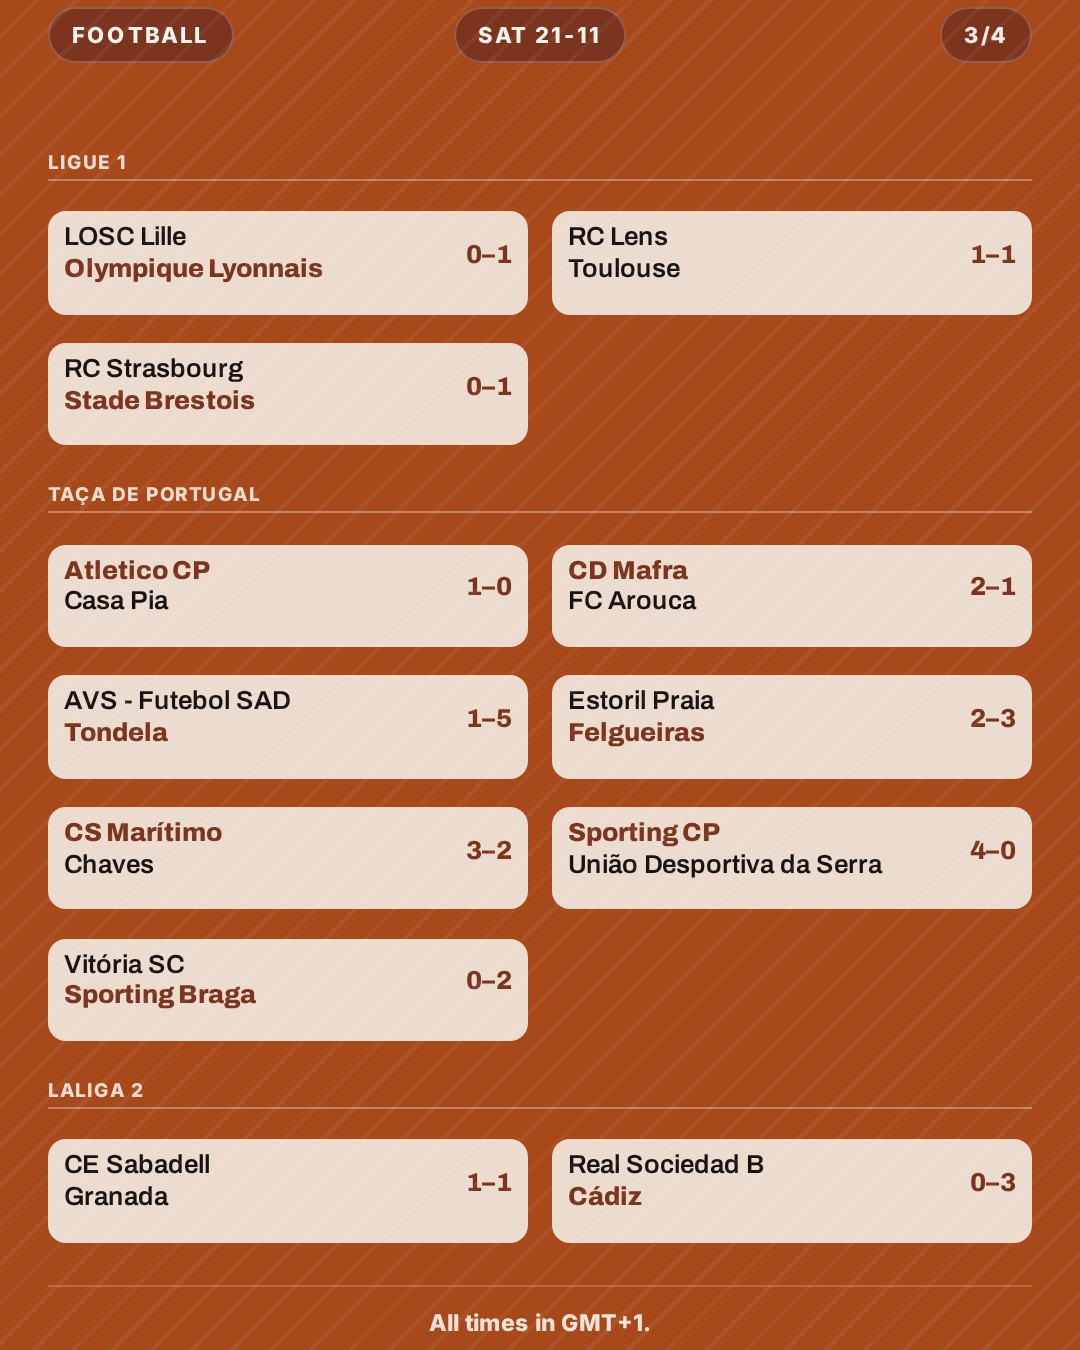 FOOTBALL
SAT 21-11
3/4
LIGUE 1
LOSC Lille
Olympique Lyonnais
0–1
RC Lens
Toulouse
1–1
RC Strasbourg
Stade Brestois
0–1
TAÇA DE PORTUGAL
Atletico CP
Casa Pia
1–0
CD Mafra
FC Arouca
2–1
AVS - Futebol SAD
Tondela
1–5
Estoril Praia
Felgueiras
2–3
CS Marítimo
Chaves
3–2
Sporting CP
União Desportiva da Serra
4–0
Vitória SC
Sporting Braga
0–2
LALIGA 2
CE Sabadell
Granada
1–1
Real Sociedad B
Cádiz
0–3
All times in GMT+1.